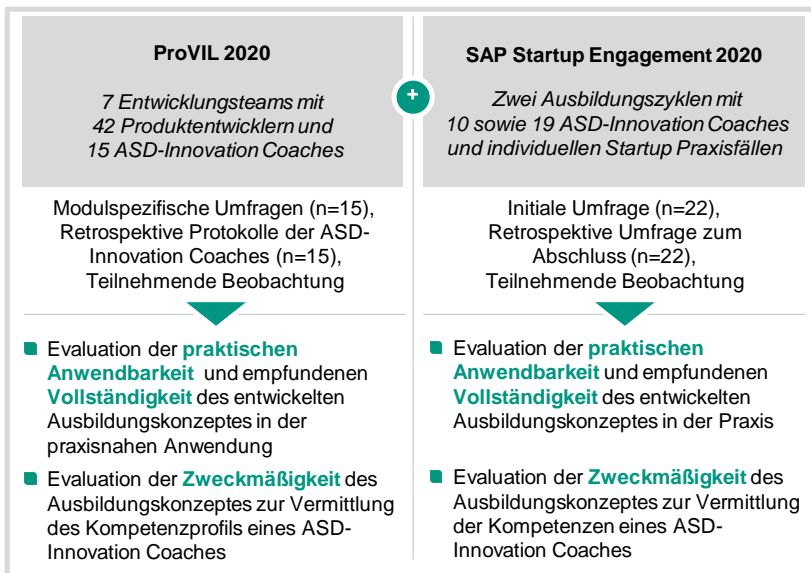 ProVIL 2020
7 Entwicklungsteams mit
42 Produktentwicklern und
15 ASD-Innovation Coaches
+
SAP Startup Engagement 2020
Zwei Ausbildungszyklen mit
10 sowie 19 ASD-Innovation Coaches
und individuellen Startup Praxisfällen
Modulspezifische Umfragen (n=15),
Retrospektive Protokolle der ASD-
Innovation Coaches (n=15),
Teilnehmende Beobachtung
Initiale Umfrage (n=22),
Retrospektive Umfrage zum
Abschluss (n=22),
Teilnehmende Beobachtung
Evaluation der praktischen
Anwendbarkeit und empfundenen
Vollständigkeit des entwickelten
Ausbildungskonzeptes in der
praxisnahen Anwendung
Evaluation der Zweckmäßigkeit des
Ausbildungskonzeptes zur Vermittlung
des Kompetenzprofils eines ASD-
Innovation Coaches
Evaluation der praktischen
Anwendbarkeit und empfundenen
Vollständigkeit des entwickelten
Ausbildungskonzeptes in der Praxis
Evaluation der Zweckmäßigkeit des
Ausbildungskonzeptes zur Vermittlung
der Kompetenzen eines ASD-
Innovation Coaches